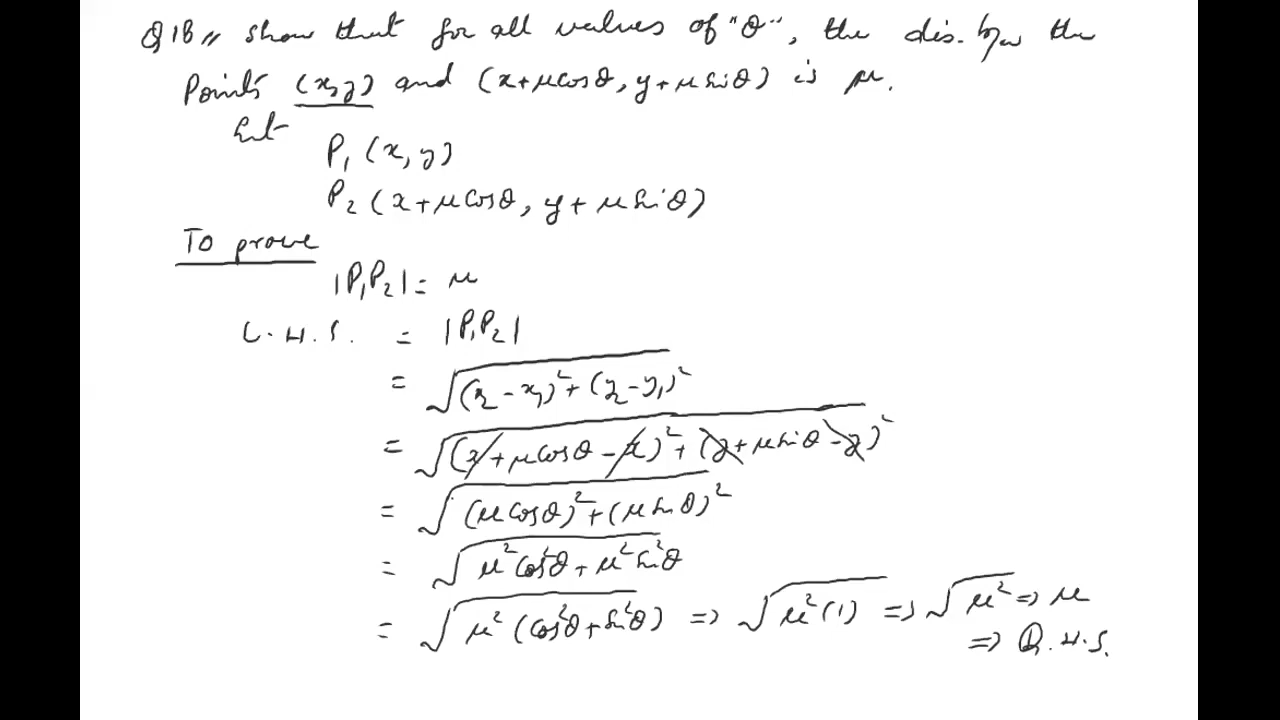 Q 18 // show that for all values of "θ", the dis. b/w the
Points (x,y) and (x+μcosθ, y+μsinθ) is μ.
Let
P₁ (x, y)
P₂ (x+μcosθ, y+μsinθ)
To prove
|P₁P₂| = μ
L.H.S. = |P₁P₂|
= √(x₂ - x₁)² + (y₂ - y₁)²
= √(x+μcosθ - x)² + (y+μsinθ - y)²
= √(μcosθ)² + (μsinθ)²
= √μ²cos²θ + μ²sin²θ
= √μ² (cos²θ + sin²θ) => √μ²(1) => √μ² => μ
=> R.H.S.